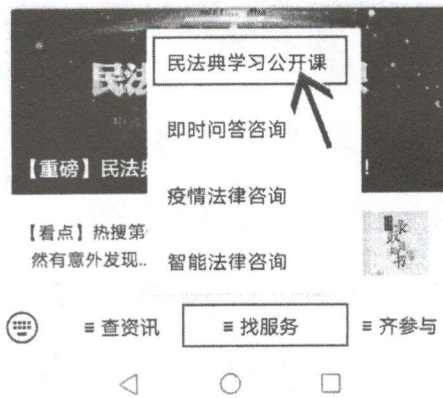 民法典学习公开课
即时问答咨询
【重磅】民法典
!
疫情法律咨询
【看点】热搜第
然有意外发现..
智能法律咨询
≡ 查资讯
≡ 找服务
≡ 齐参与